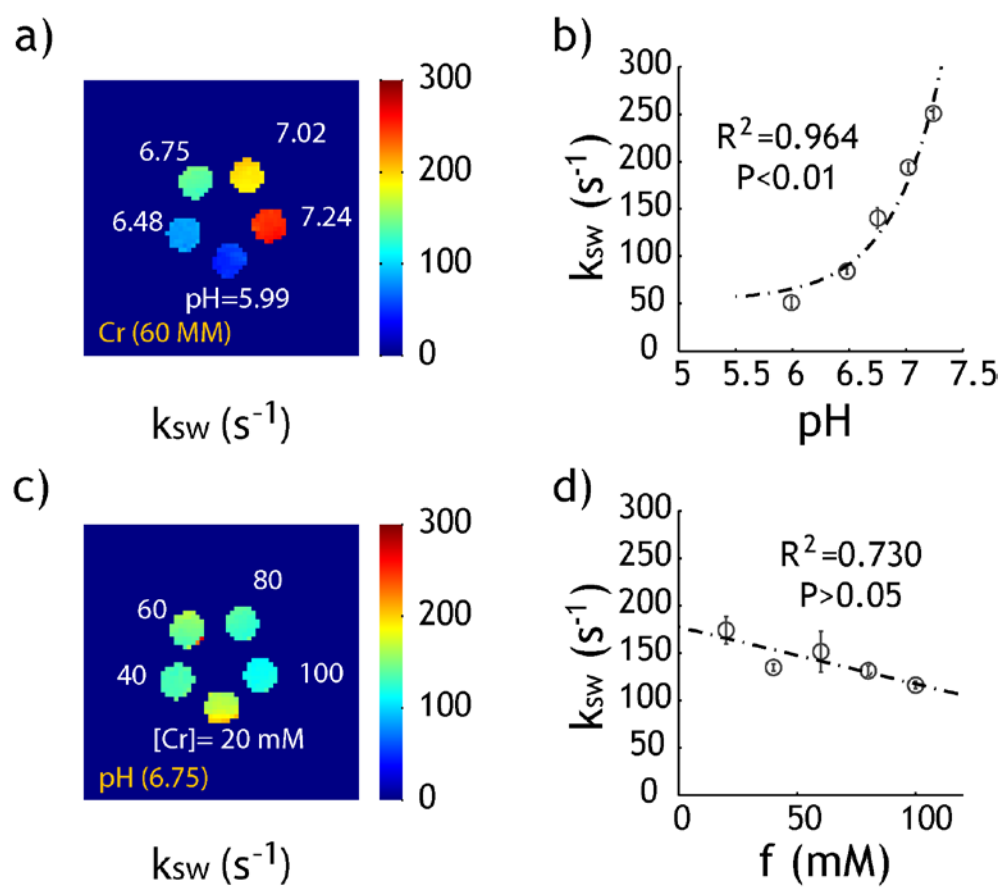 a)
300
200
100
0
6.75
7.02
6.48
7.24
pH=5.99
Cr (60 MM)
kSW (s-1)
b)
300
250
200
150
100
50
0
kSW (s-1)
R2=0.964
P<0.01
5 5.5 6 6.5 7 7.5
pH
c)
300
200
100
0
60
80
40
100
[Cr]= 20 mM
pH (6.75)
kSW (s-1)
d)
300
250
200
150
100
50
0
kSW (s-1)
R2=0.730
P>0.05
0 50 100
f (mM)